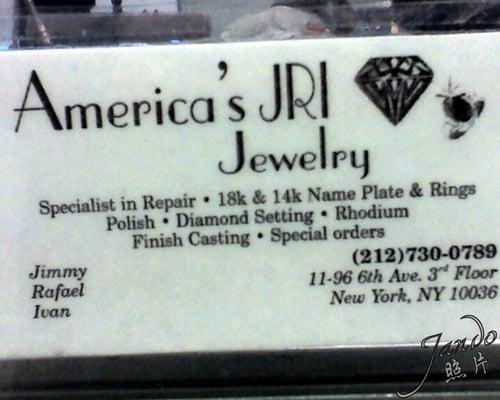 America's JRI
Jewelry
Specialist in Repair • 18k & 14k Name Plate & Rings
Polish • Diamond Setting • Rhodium
Finish Casting • Special orders
(212)730-0789
Jimmy
11-96 6th Ave. 3rd Floor
Rafael
New York, NY 10036
Ivan
Jando
照片